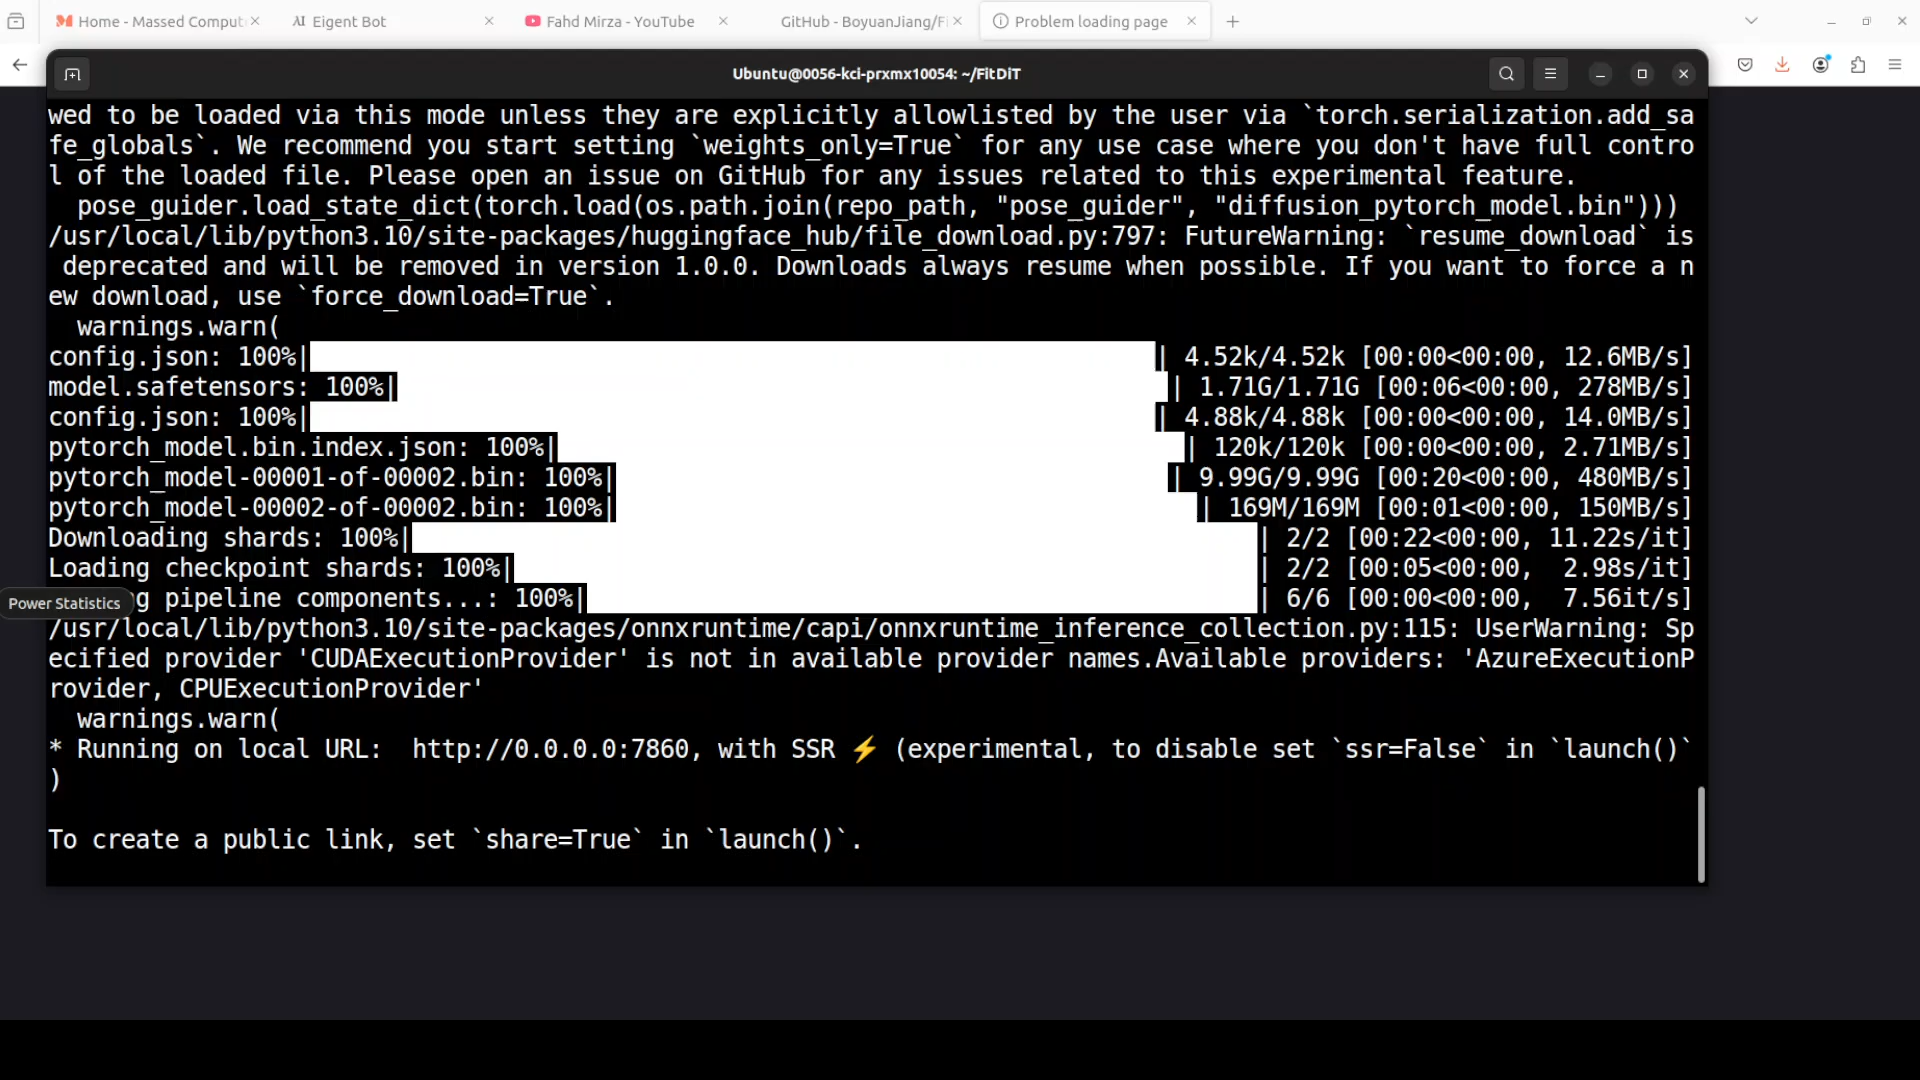 Home - Massed Comput
Eigent Bot
Fahd Mirza - YouTube
GitHub - BoyuanJiang/Fi
Problem loading page
Ubuntu@0056-kci-prxmx10054: ~/FitDiT
wed to be loaded via this mode unless they are explicitly allowlisted by the user via `torch.serialization.add_sa
fe_globals`. We recommend you start setting `weights_only=True` for any use case where you don't have full contro
l of the loaded file. Please open an issue on GitHub for any issues related to this experimental feature.
pose_guider.load_state_dict(torch.load(os.path.join(repo_path, "pose_guider", "diffusion_pytorch_model.bin")))
/usr/local/lib/python3.10/site-packages/huggingface_hub/file_download.py:797: FutureWarning: `resume_download` is
deprecated and will be removed in version 1.0.0. Downloads always resume when possible. If you want to force a n
ew download, use `force_download=True`.
warnings.warn(
config.json: 100%| | 4.52k/4.52k [00:00<00:00, 12.6MB/s]
model.safetensors: 100%| | 1.71G/1.71G [00:06<00:00, 278MB/s]
config.json: 100%| | 4.88k/4.88k [00:00<00:00, 14.0MB/s]
pytorch_model.bin.index.json: 100%| | 120k/120k [00:00<00:00, 2.71MB/s]
pytorch_model-00001-of-00002.bin: 100%| | 9.99G/9.99G [00:20<00:00, 480MB/s]
pytorch_model-00002-of-00002.bin: 100%| | 169M/169M [00:01<00:00, 150MB/s]
Downloading shards: 100%| | 2/2 [00:22<00:00, 11.22s/it]
Loading checkpoint shards: 100%| | 2/2 [00:05<00:00, 2.98s/it]
Power Statistics
g pipeline components...: 100%| | 6/6 [00:00<00:00, 7.56it/s]
/usr/local/lib/python3.10/site-packages/onnxruntime/capi/onnxruntime_inference_collection.py:115: UserWarning: Sp
ecified provider 'CUDAExecutionProvider' is not in available provider names.Available providers: 'AzureExecutionP
rovider, CPUExecutionProvider'
warnings.warn(
* Running on local URL:  http://0.0.0.0:7860, with SSR ⚡ (experimental, to disable set `ssr=False` in `launch()`
)
To create a public link, set `share=True` in `launch()`.